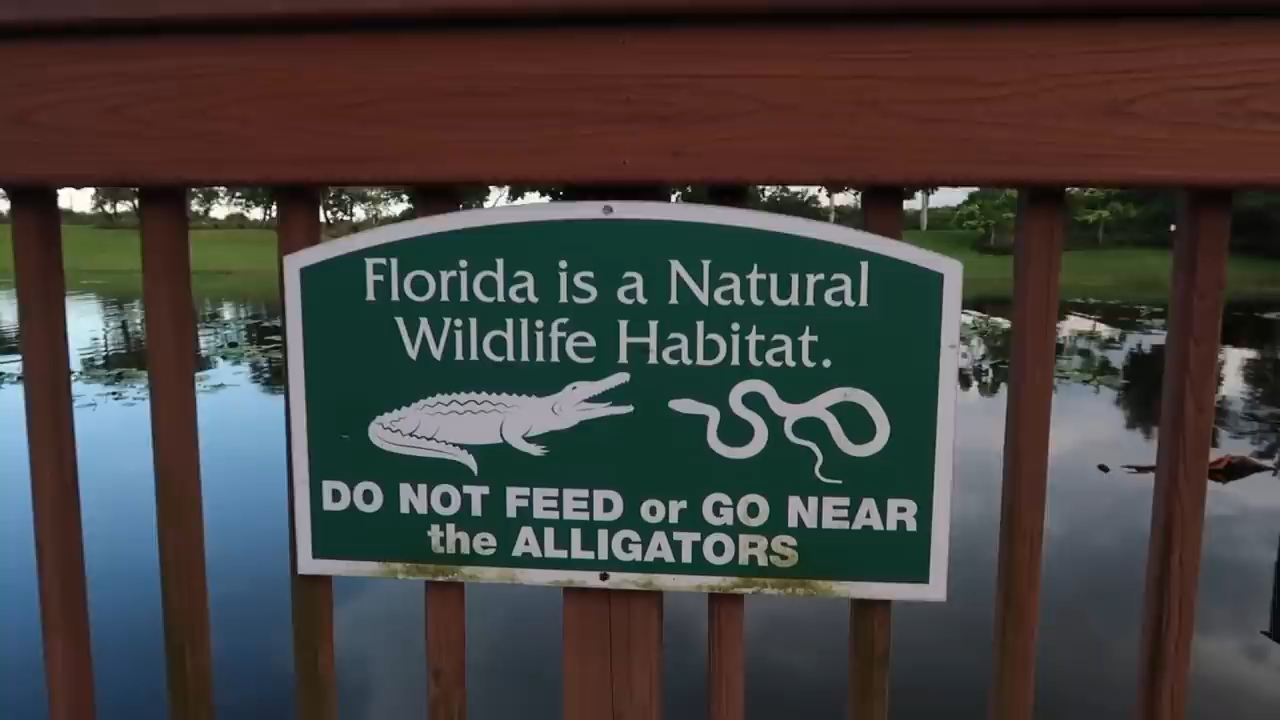 Florida is a Natural
Wildlife Habitat.
DO NOT FEED or GO NEAR
the ALLIGATORS